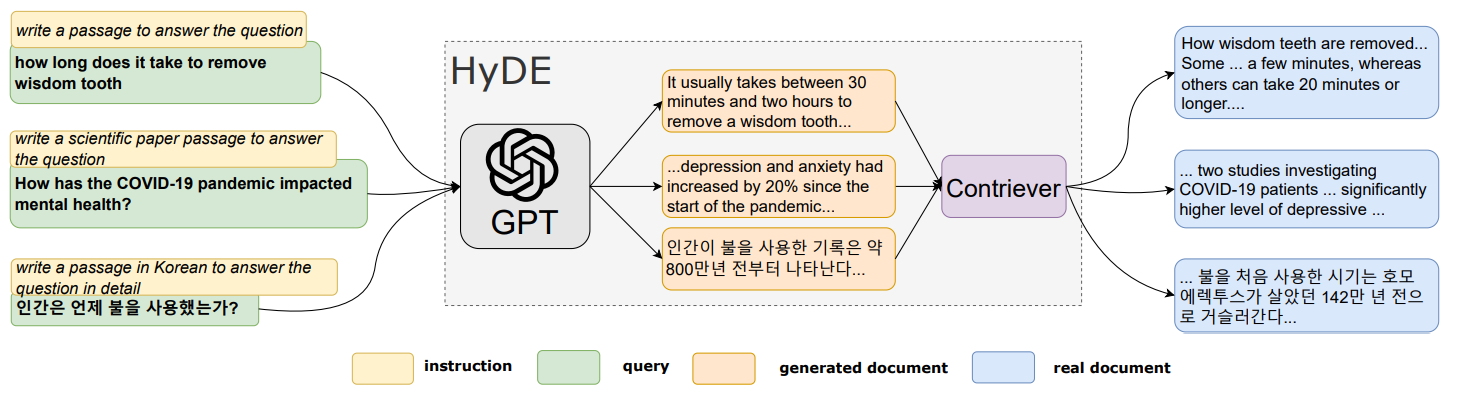 write a passage to answer the question
how long does it take to remove
wisdom tooth
write a scientific paper passage to answer
the question
How has the COVID-19 pandemic impacted
mental health?
write a passage in Korean to answer the
question in detail
인간은 언제 불을 사용했는가?
HyDE
GPT
It usually takes between 30
minutes and two hours to
remove a wisdom tooth...
...depression and anxiety had
increased by 20% since the
start of the pandemic...
인간이 불을 사용한 기록은 약
800만년 전부터 나타난다...
Contriever
How wisdom teeth are removed...
Some ... a few minutes, whereas
others can take 20 minutes or
longer....
... two studies investigating
COVID-19 patients ... significantly
higher level of depressive ...
... 불을 처음 사용한 시기는 호모
에렉투스가 살았던 142만 년 전으
로 거슬러간다...
instruction
query
generated document
real document